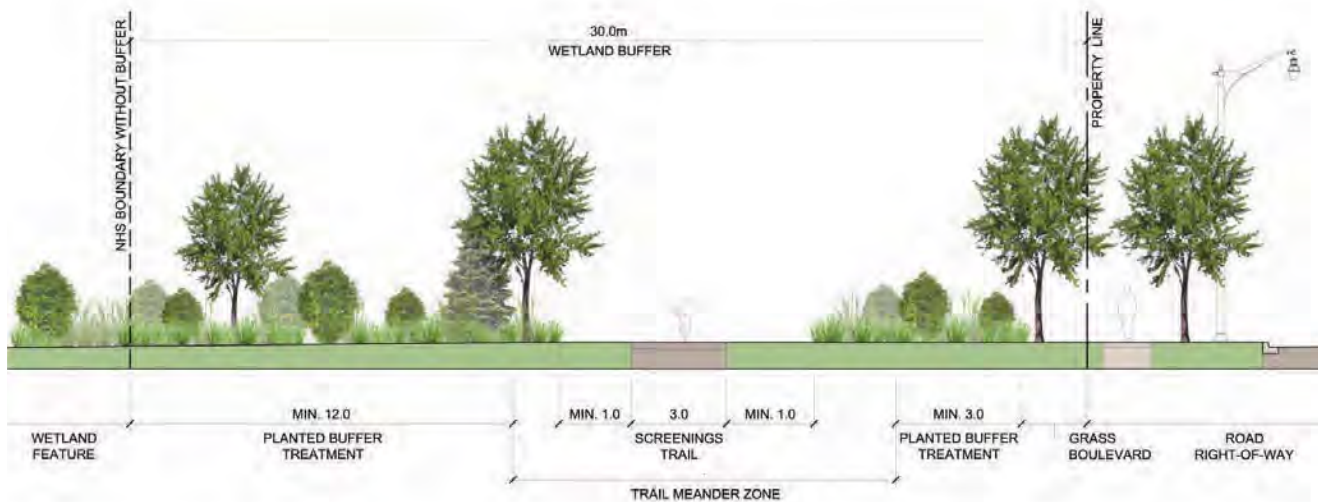 NHS BOUNDARY WITHOUT BUFFER
30.0m
WETLAND BUFFER
PROPERTY LINE
MIN. 12.0
MIN. 1.0
3.0
MIN. 1.0
MIN. 3.0
WETLAND
FEATURE
PLANTED BUFFER
TREATMENT
SCREENINGS
TRAIL
PLANTED BUFFER
TREATMENT
GRASS
BOULEVARD
ROAD
RIGHT-OF-WAY
TRAIL MEANDER ZONE